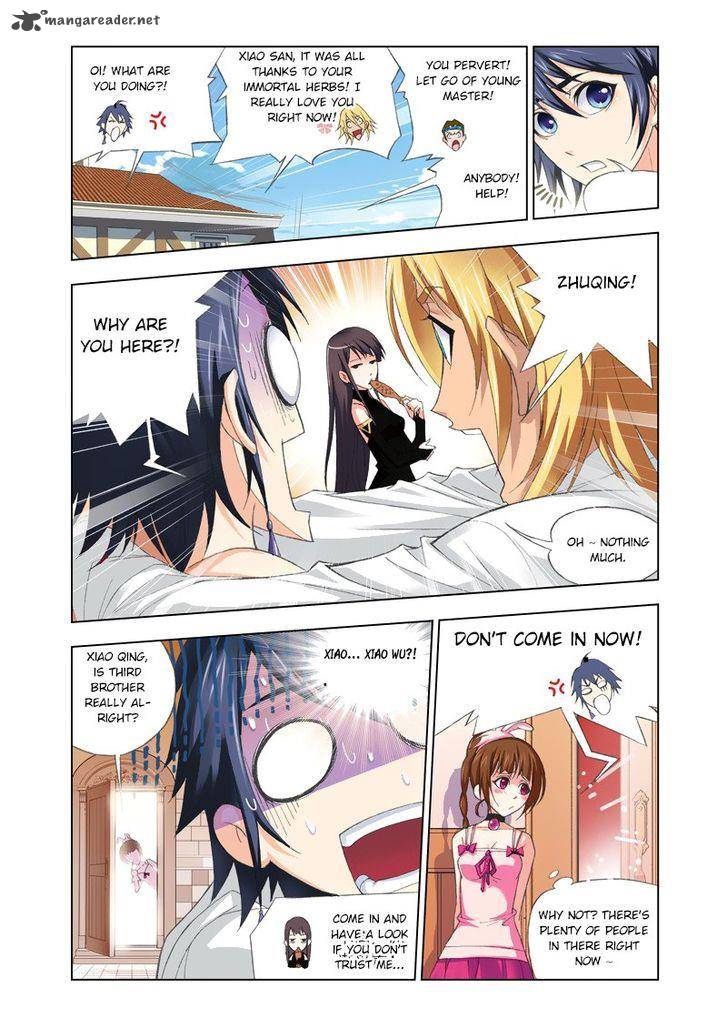 mangareader.net
OI! WHAT ARE
YOU DOING?!
XIAO SAN, IT WAS ALL
THANKS TO YOUR
IMMORTAL HERBS! I
REALLY LOVE YOU
RIGHT NOW!
YOU PERVERT!
LET GO OF YOUNG
MASTER!
ANYBODY!
HELP!
WHY ARE
YOU HERE?!
ZHUQING!
OH ~ NOTHING
MUCH.
XIAO QING,
IS THIRD
BROTHER
REALLY AL-
RIGHT?
XIAO... XIAO WU?!
COME IN AND
HAVE A LOOK
IF YOU DON'T
TRUST ME...
DON'T COME IN NOW!
WHY NOT? THERE'S
PLENTY OF PEOPLE
IN THERE RIGHT
NOW ~